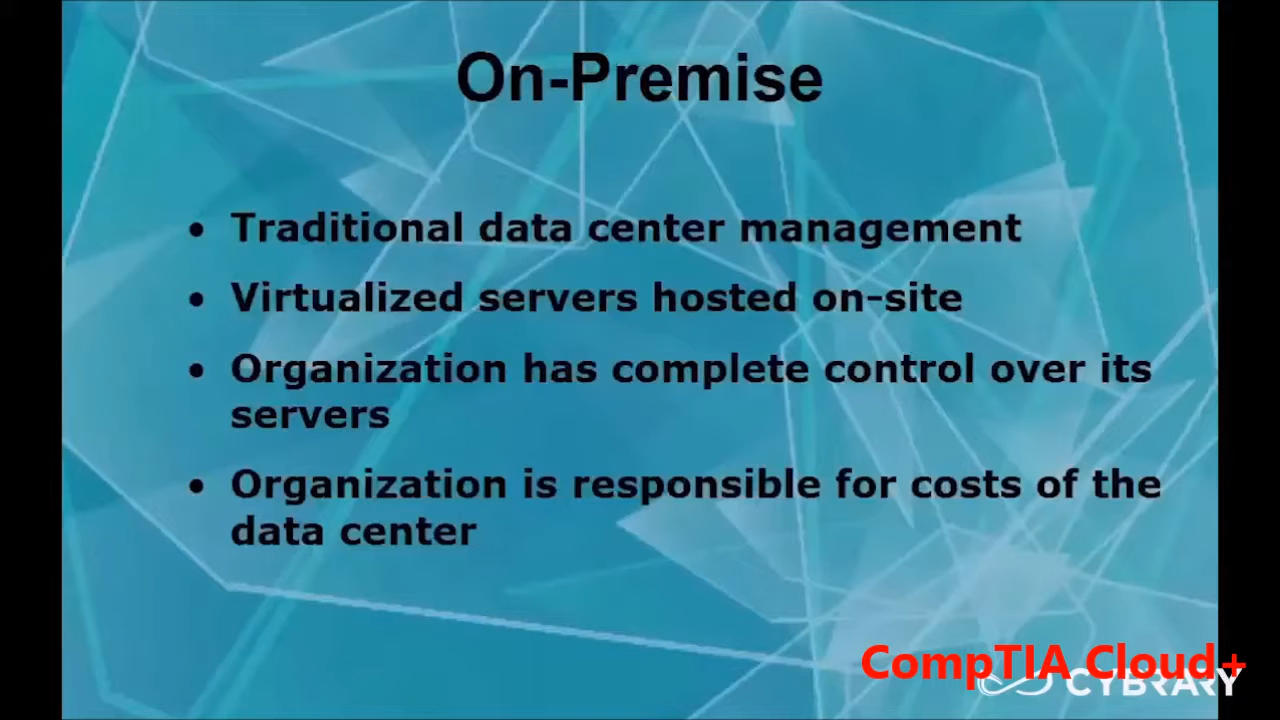 On-Premise
• Traditional data center management
• Virtualized servers hosted on-site
• Organization has complete control over its
servers
• Organization is responsible for costs of the
data center
CompTIA Cloud+
CYBRARY